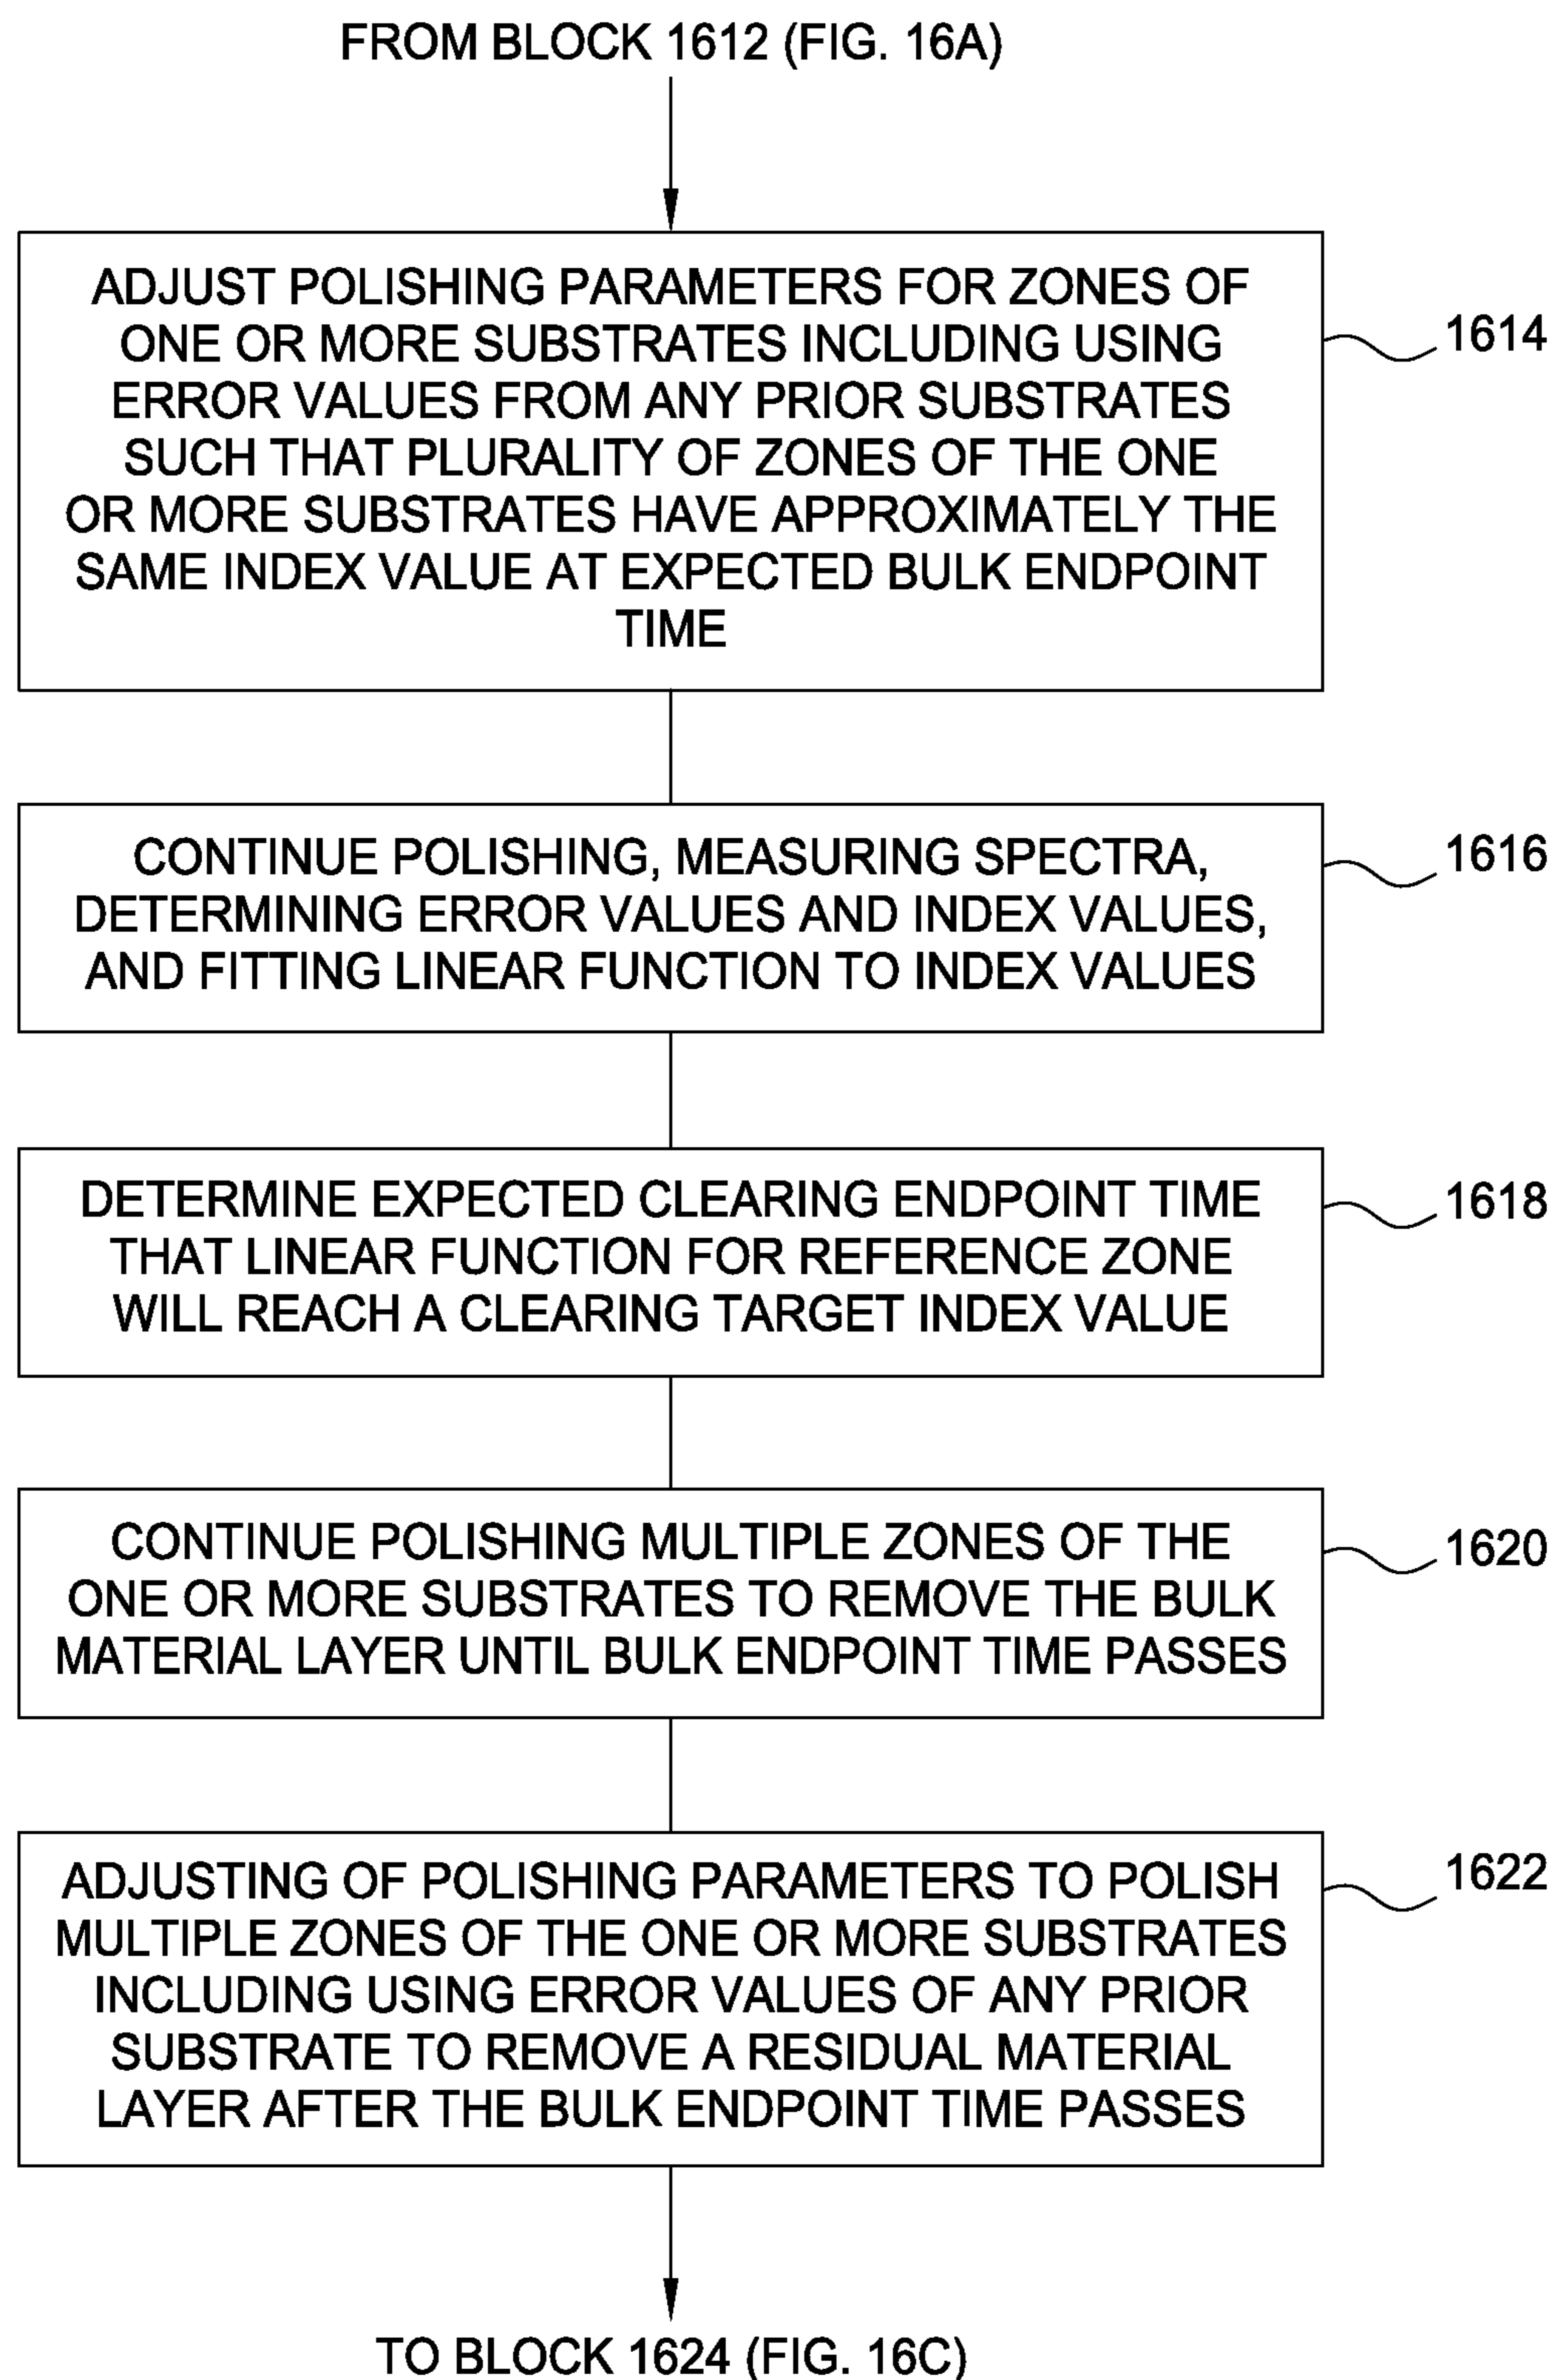 FROM BLOCK 1612 (FIG. 16A)
ADJUST POLISHING PARAMETERS FOR ZONES OF
ONE OR MORE SUBSTRATES INCLUDING USING
ERROR VALUES FROM ANY PRIOR SUBSTRATES
SUCH THAT PLURALITY OF ZONES OF THE ONE
OR MORE SUBSTRATES HAVE APPROXIMATELY THE
SAME INDEX VALUE AT EXPECTED BULK ENDPOINT
TIME
1614
CONTINUE POLISHING, MEASURING SPECTRA,
DETERMINING ERROR VALUES AND INDEX VALUES,
AND FITTING LINEAR FUNCTION TO INDEX VALUES
1616
DETERMINE EXPECTED CLEARING ENDPOINT TIME
THAT LINEAR FUNCTION FOR REFERENCE ZONE
WILL REACH A CLEARING TARGET INDEX VALUE
1618
CONTINUE POLISHING MULTIPLE ZONES OF THE
ONE OR MORE SUBSTRATES TO REMOVE THE BULK
MATERIAL LAYER UNTIL BULK ENDPOINT TIME PASSES
1620
ADJUSTING OF POLISHING PARAMETERS TO POLISH
MULTIPLE ZONES OF THE ONE OR MORE SUBSTRATES
INCLUDING USING ERROR VALUES OF ANY PRIOR
SUBSTRATE TO REMOVE A RESIDUAL MATERIAL
LAYER AFTER THE BULK ENDPOINT TIME PASSES
1622
TO BLOCK 1624 (FIG. 16C)